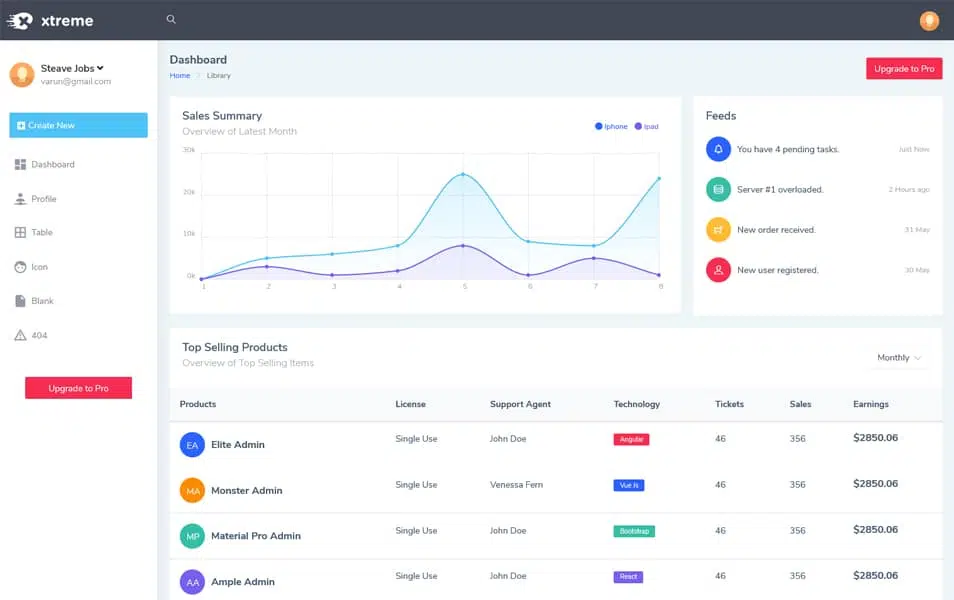 xtreme
Steave Jobs
varun@gmail.com
Create New
Dashboard
Profile
Table
Icon
Blank
404
Upgrade to Pro
Dashboard
Home Library
Upgrade to Pro
Sales Summary
Overview of Latest Month
Iphone Ipad
30k
20k
10k
0k
1 2 3 4 5 6 7 8
Feeds
You have 4 pending tasks. Just Now
Server #1 overloaded. 2 Hours ago
New order received. 31 May
New user registered. 30 May
Top Selling Products
Overview of Top Selling Items
Monthly
Products License Support Agent Technology Tickets Sales Earnings
EA Elite Admin Single Use John Doe Angular 46 356 $2850.06
MA Monster Admin Single Use Venessa Fern Vue Js 46 356 $2850.06
MP Material Pro Admin Single Use John Doe Bootstrap 46 356 $2850.06
AA Ample Admin Single Use John Doe React 46 356 $2850.06